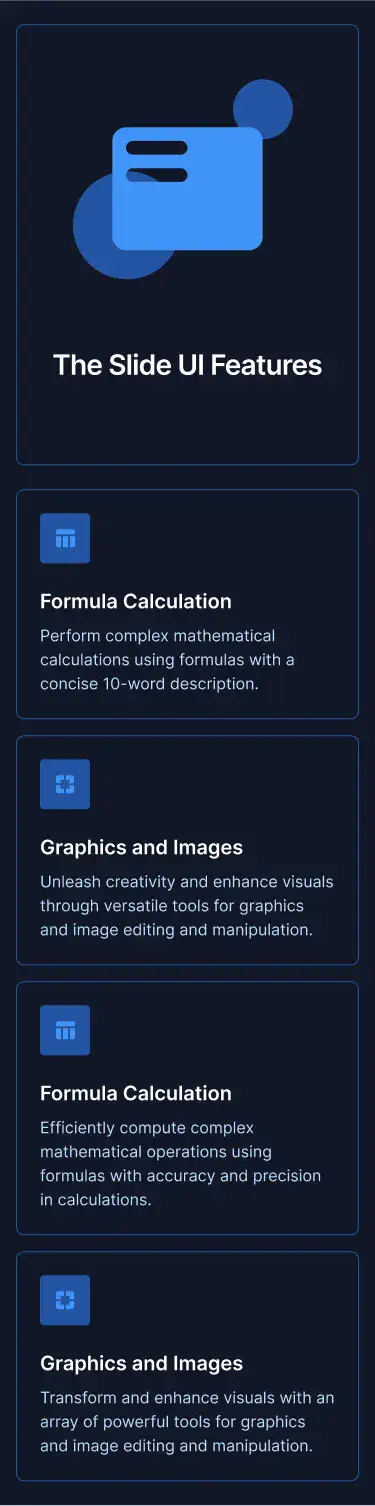 The Slide UI Features
Formula Calculation
Perform complex mathematical
calculations using formulas with a
concise 10-word description.
Graphics and Images
Unleash creativity and enhance visuals
through versatile tools for graphics
and image editing and manipulation.
Formula Calculation
Efficiently compute complex
mathematical operations using
formulas with accuracy and precision
in calculations.
Graphics and Images
Transform and enhance visuals with an
array of powerful tools for graphics
and image editing and manipulation.